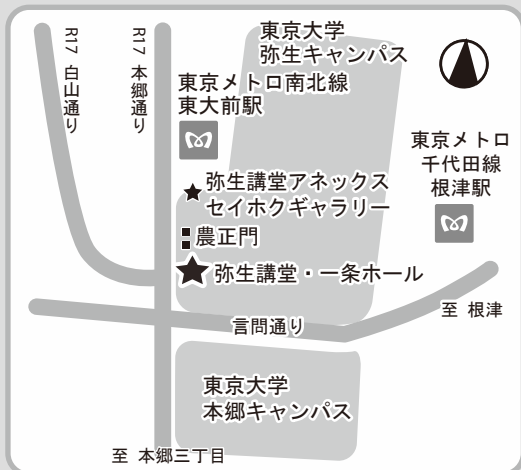 R17 白山通り
R17 本郷通り
東京大学
弥生キャンパス
東京メトロ南北線
東大前駅
東京メトロ
千代田線
根津駅
弥生講堂アネックス
セイホクギャラリー
農正門
弥生講堂・一条ホール
至 根津
言問通り
東京大学
本郷キャンパス
至 本郷三丁目